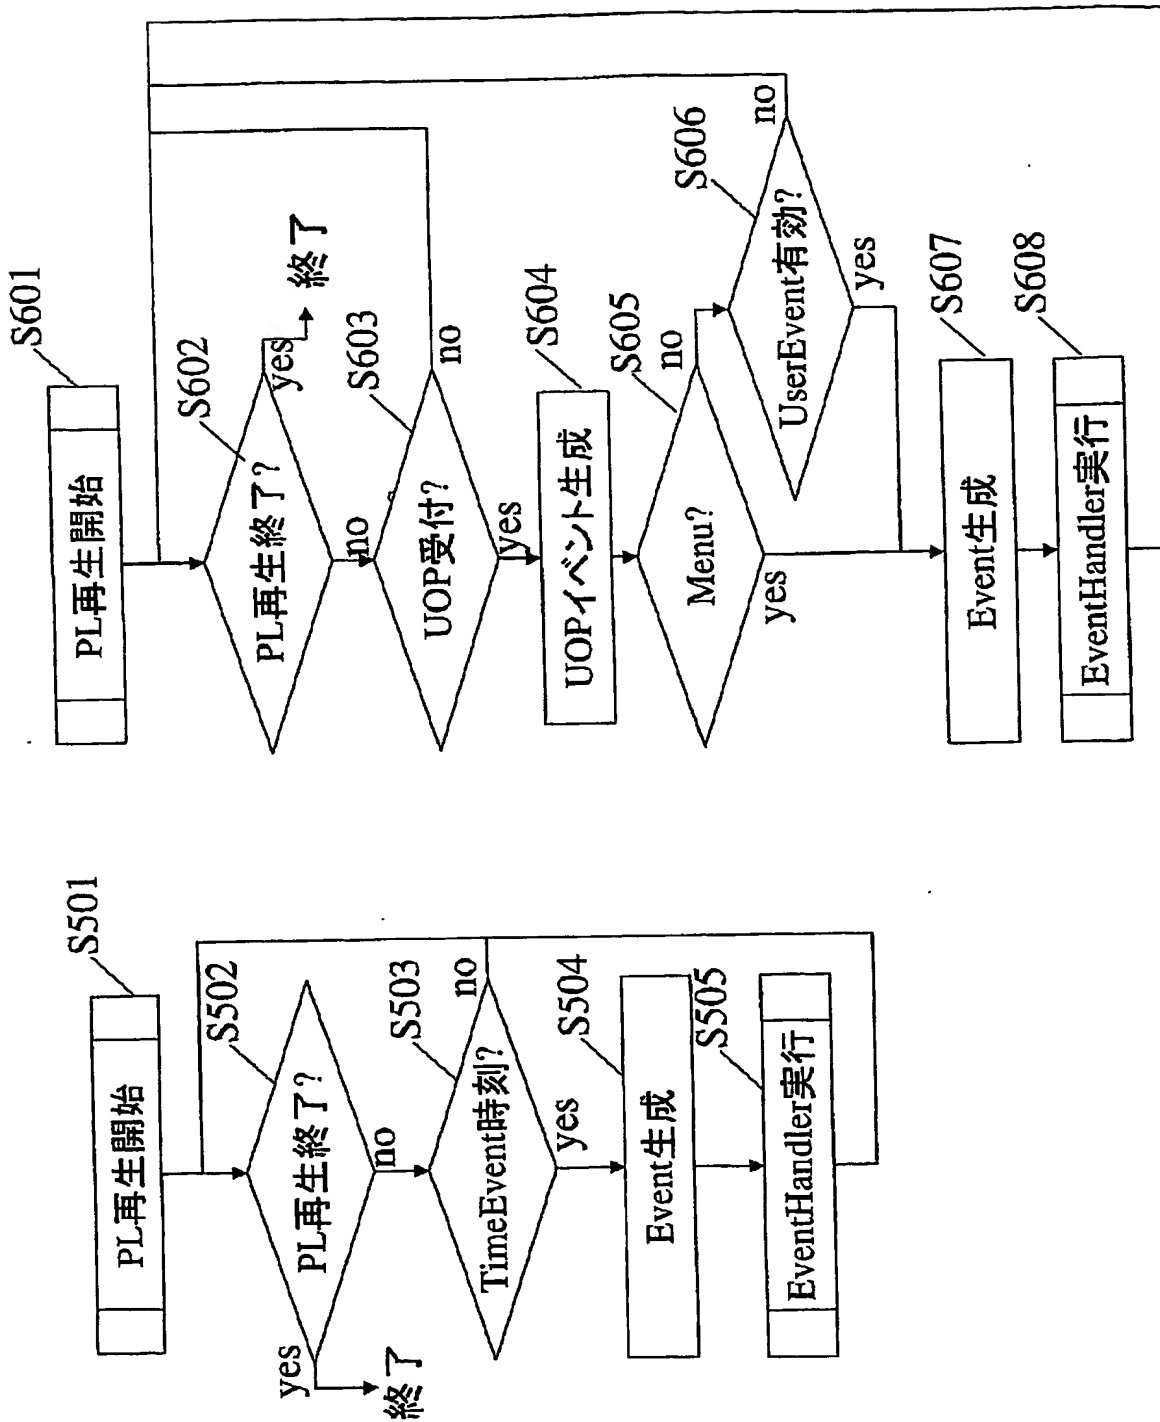 S501
PL再生開始
S502
PL再生終了?
yes
終了
no
S503
TimeEvent時刻?
no
yes
S504
Event生成
S505
EventHandler実行
S601
PL再生開始
S602
PL再生終了?
yes
終了
no
S603
UOP受付?
no
yes
S604
UOPイベント生成
S605
Menu?
no
yes
S606
UserEvent有効?
no
yes
S607
Event生成
S608
EventHandler実行